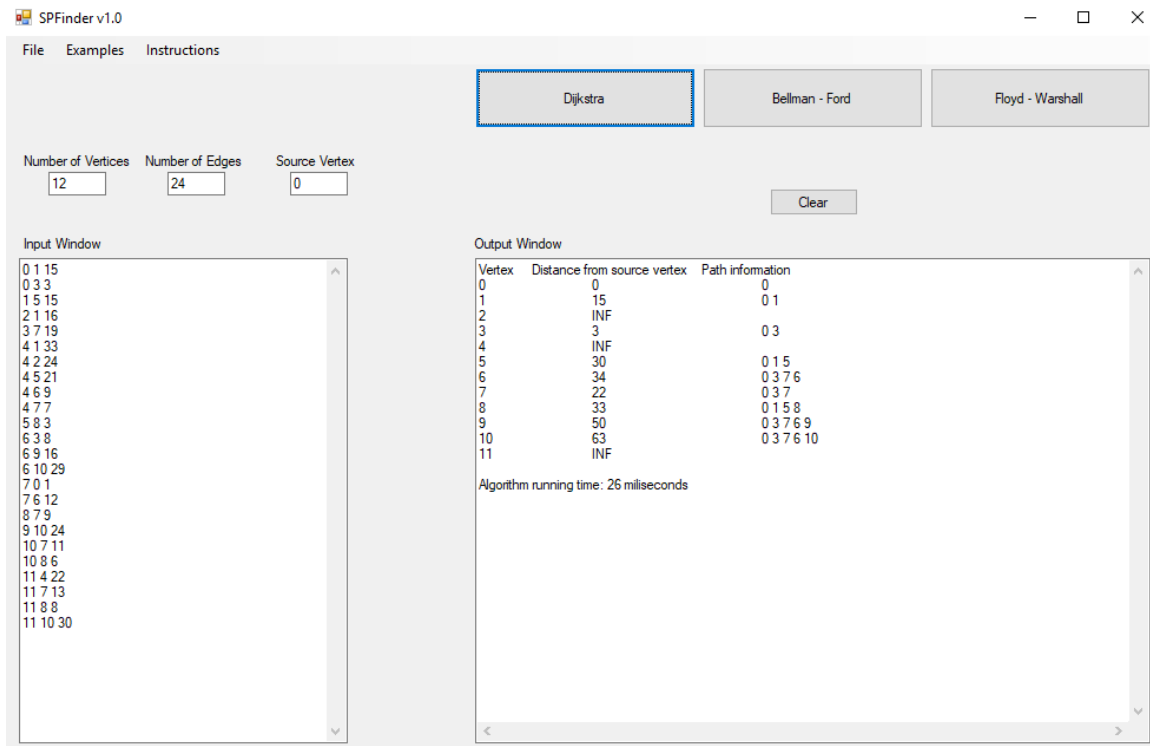 SPFinder v1.0
File Examples Instructions
Dijkstra Bellman - Ford Floyd - Warshall
Number of Vertices Number of Edges Source Vertex
12 24 0
Clear
Input Window
0 1 15
0 3 3
1 5 15
2 1 16
3 7 19
4 1 33
4 2 24
4 5 21
4 6 9
4 7 7
5 8 3
6 3 8
6 9 16
6 10 29
7 0 1
7 6 12
8 7 9
9 10 24
10 7 11
10 8 6
11 4 22
11 7 13
11 8 8
11 10 30
Output Window
Vertex Distance from source vertex Path information
0 0 0
1 15 0 1
2 INF
3 3 0 3
4 INF
5 30 0 1 5
6 34 0 3 7 6
7 22 0 3 7
8 33 0 1 5 8
9 50 0 3 7 6 9
10 63 0 3 7 6 10
11 INF
Algorithm running time: 26 miliseconds